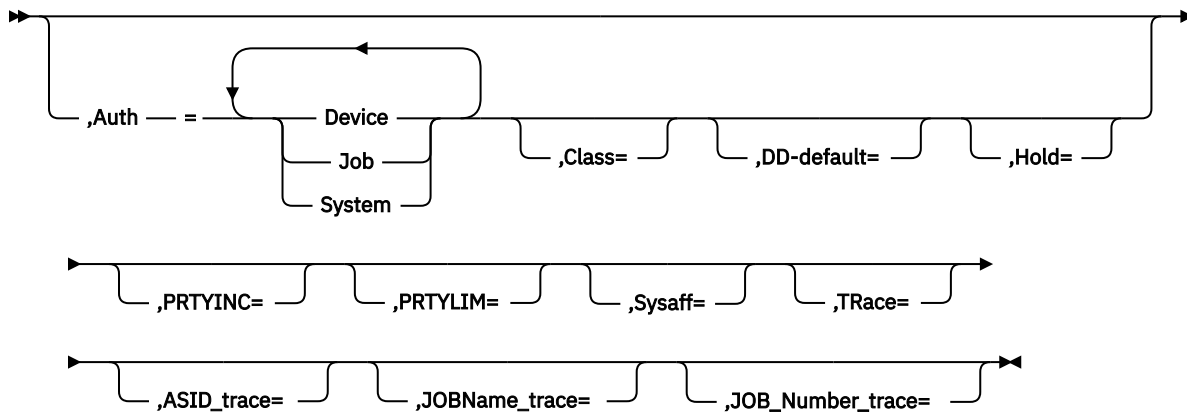 ,Auth = Device
Job
System
,Class= ,DD-default= ,Hold=
,PRTYINC= ,PRTYLIM= ,Sysaff= ,TRace=
,ASID_trace= ,JOBName_trace= ,JOB_Number_trace=